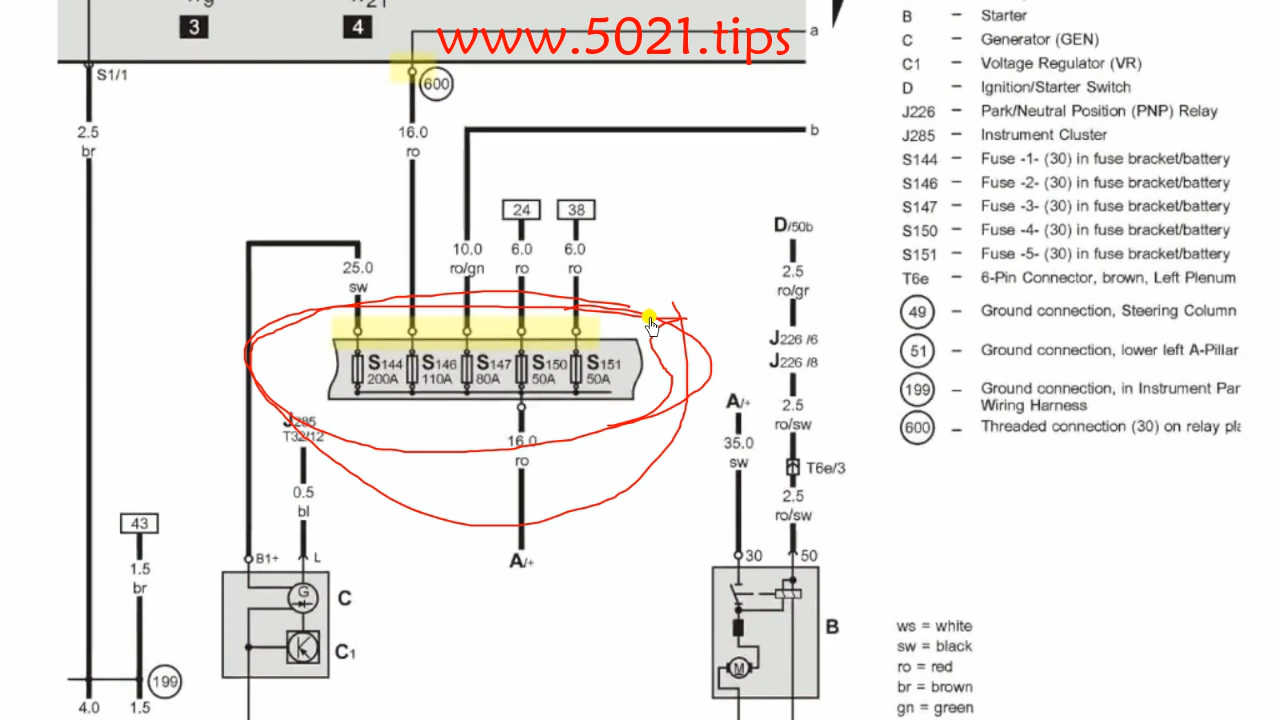 9
21
3
4
www.5021.tips
a
S1/1
600
2.5
br
16.0
ro
b
24
38
10.0
ro/gn
6.0
ro
6.0
ro
D/50b
25.0
sw
2.5
ro/gr
J226 /6
J226 /8
S144
200A
S146
110A
S147
80A
S150
50A
S151
50A
J285
T32/12
16.0
ro
A/+
A/+
35.0
sw
2.5
ro/sw
T6e/3
2.5
ro/sw
0.5
bl
43
1.5
br
B1+
L
G
C
C1
30
50
M
B
199
4.0
1.5
B – Starter
C – Generator (GEN)
C1 – Voltage Regulator (VR)
D – Ignition/Starter Switch
J226 – Park/Neutral Position (PNP) Relay
J285 – Instrument Cluster
S144 – Fuse -1- (30) in fuse bracket/battery
S146 – Fuse -2- (30) in fuse bracket/battery
S147 – Fuse -3- (30) in fuse bracket/battery
S150 – Fuse -4- (30) in fuse bracket/battery
S151 – Fuse -5- (30) in fuse bracket/battery
T6e – 6-Pin Connector, brown, Left Plenum
49 – Ground connection, Steering Column
51 – Ground connection, lower left A-Pillar
199 – Ground connection, in Instrument Par
Wiring Harness
600 – Threaded connection (30) on relay pla
ws = white
sw = black
ro = red
br = brown
gn = green